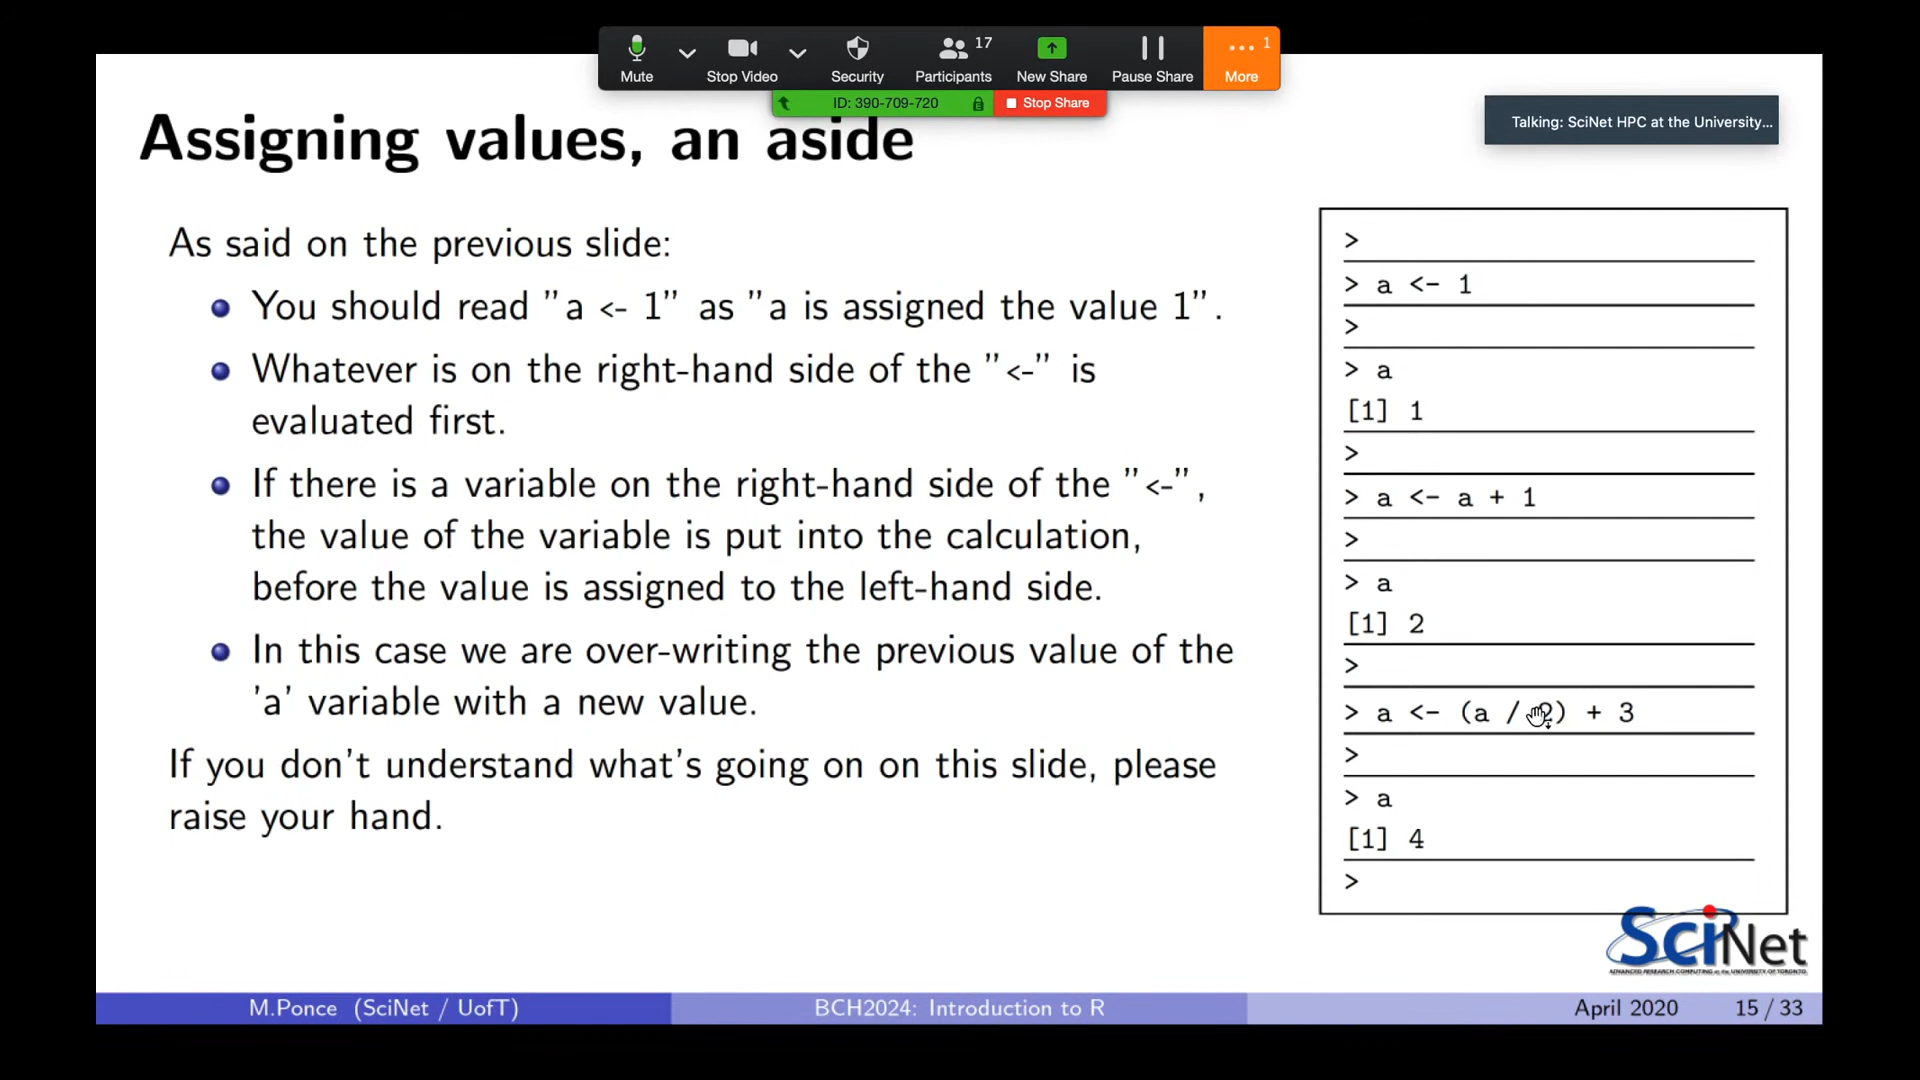 17
1
Mute
Stop Video
Security
Participants
New Share
Pause Share
More
ID: 390-709-720
Stop Share
Talking: SciNet HPC at the University...
Assigning values, an aside
As said on the previous slide:
You should read "a <- 1" as "a is assigned the value 1".
Whatever is on the right-hand side of the "<-" is
evaluated first.
If there is a variable on the right-hand side of the "<-",
the value of the variable is put into the calculation,
before the value is assigned to the left-hand side.
In this case we are over-writing the previous value of the
'a' variable with a new value.
If you don't understand what's going on on this slide, please
raise your hand.
>
> a <- 1
>
> a
[1] 1
>
> a <- a + 1
>
> a
[1] 2
>
> a <- (a / 2) + 3
>
> a
[1] 4
>
SciNet
ADVANCED RESEARCH COMPUTING at the UNIVERSITY OF TORONTO
M.Ponce (SciNet / UofT)
BCH2024: Introduction to R
April 2020
15 / 33